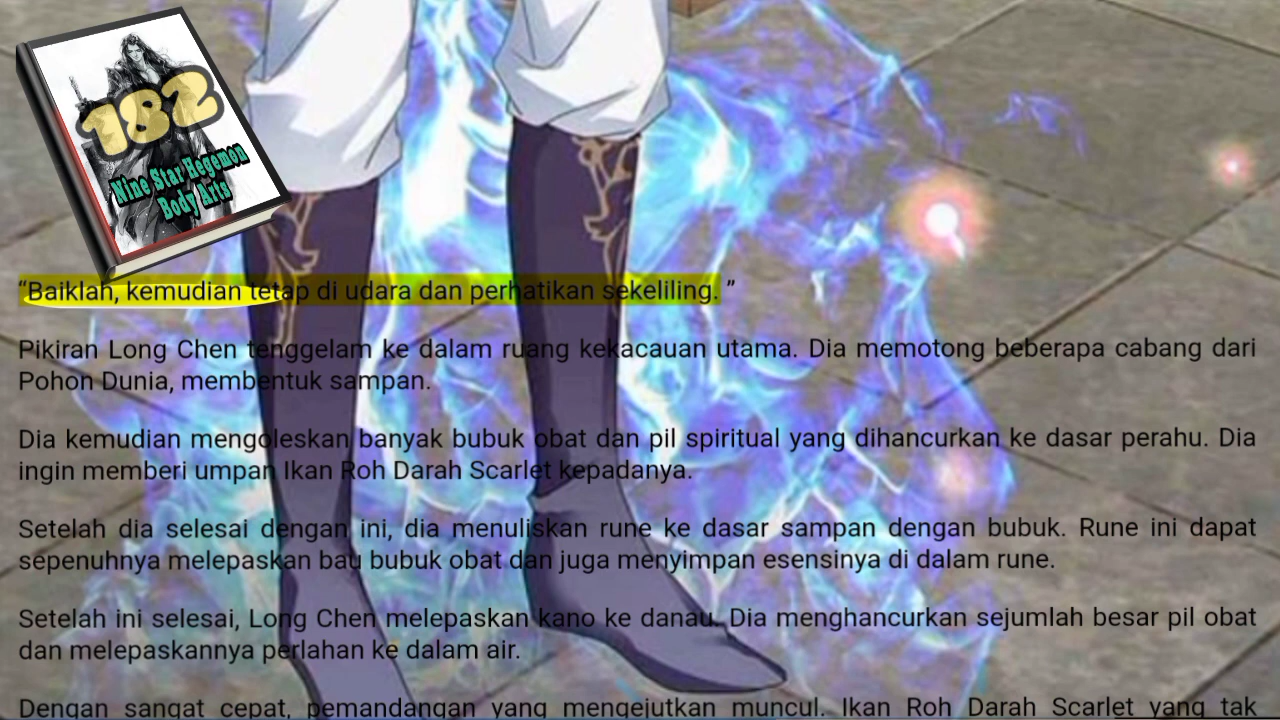 182
Nine Star Hegemon
Body Arts
“Baiklah, kemudian tetap di udara dan perhatikan sekeliling. ”
Pikiran Long Chen tenggelam ke dalam ruang kekacauan utama. Dia memotong beberapa cabang dari
Pohon Dunia, membentuk sampan.
Dia kemudian mengoleskan banyak bubuk obat dan pil spiritual yang dihancurkan ke dasar perahu. Dia
ingin memberi umpan Ikan Roh Darah Scarlet kepadanya.
Setelah dia selesai dengan ini, dia menuliskan rune ke dasar sampan dengan bubuk. Rune ini dapat
sepenuhnya melepaskan bau bubuk obat dan juga menyimpan esensinya di dalam rune.
Setelah ini selesai, Long Chen melepaskan kano ke danau. Dia menghancurkan sejumlah besar pil obat
dan melepaskannya perlahan ke dalam air.
Dengan sangat cepat, pemandangan yang mengejutkan muncul. Ikan Roh Darah Scarlet yang tak